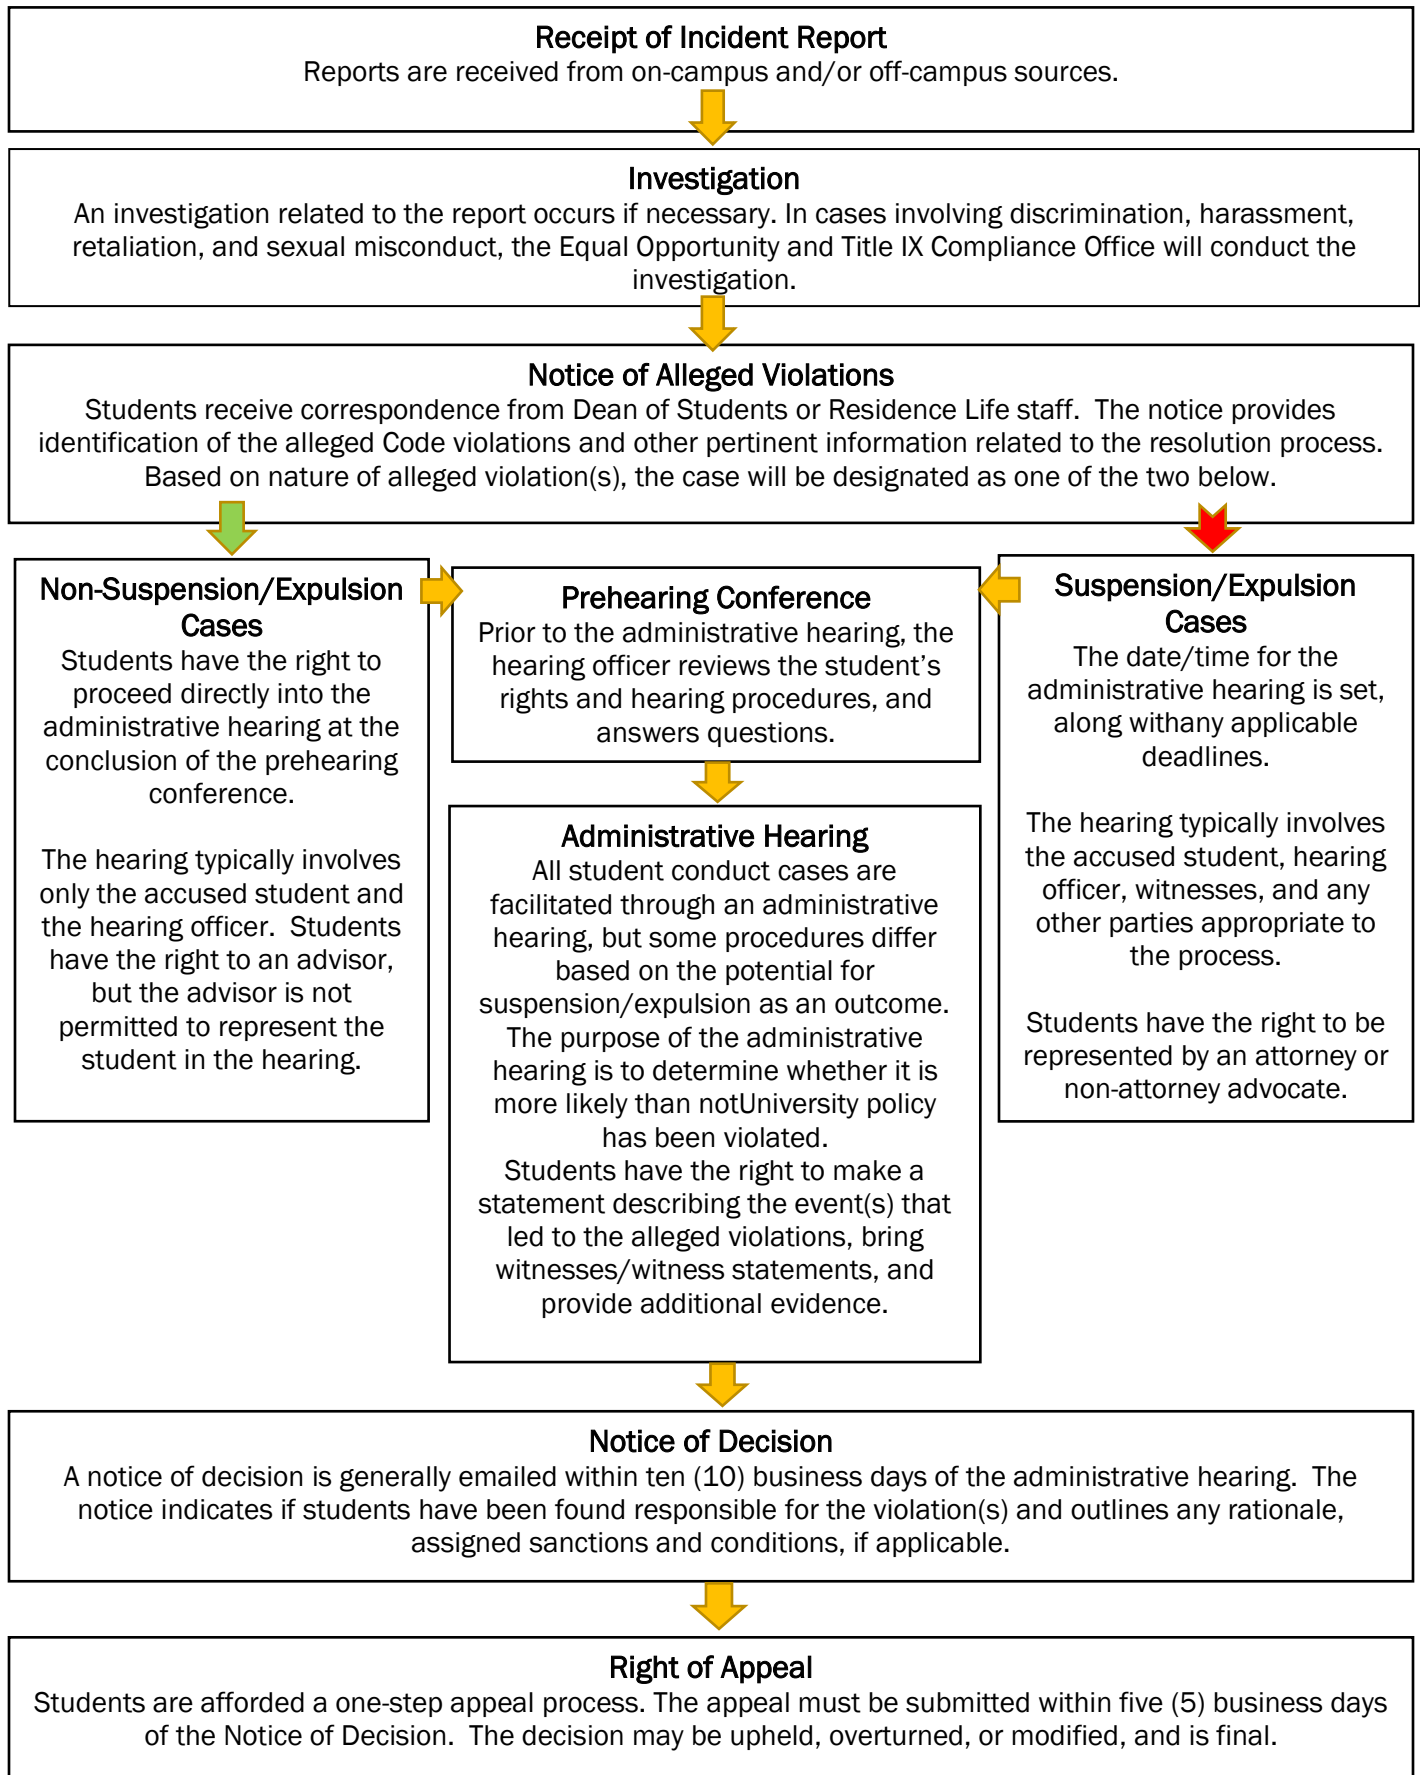 Receipt of Incident Report
Reports are received from on-campus and/or off-campus sources.
Investigation
An investigation related to the report occurs if necessary. In cases involving discrimination, harassment,
retaliation, and sexual misconduct, the Equal Opportunity and Title IX Compliance Office will conduct the
investigation.
Notice of Alleged Violations
Students receive correspondence from Dean of Students or Residence Life staff. The notice provides
identification of the alleged Code violations and other pertinent information related to the resolution process.
Based on nature of alleged violation(s), the case will be designated as one of the two below.
Non-Suspension/Expulsion
Cases
Students have the right to
proceed directly into the
administrative hearing at the
conclusion of the prehearing
conference.
The hearing typically involves
only the accused student and
the hearing officer. Students
have the right to an advisor,
but the advisor is not
permitted to represent the
student in the hearing.
Prehearing Conference
Prior to the administrative hearing, the
hearing officer reviews the student's
rights and hearing procedures, and
answers questions.
Administrative Hearing
All student conduct cases are
facilitated through an administrative
hearing, but some procedures differ
based on the potential for
suspension/expulsion as an outcome.
The purpose of the administrative
hearing is to determine whether it is
more likely than notUniversity policy
has been violated.
Students have the right to make a
statement describing the event(s) that
led to the alleged violations, bring
witnesses/witness statements, and
provide additional evidence.
Suspension/Expulsion
Cases
The date/time for the
administrative hearing is set,
along withany applicable
deadlines.
The hearing typically involves
the accused student, hearing
officer, witnesses, and any
other parties appropriate to
the process.
Students have the right to be
represented by an attorney or
non-attorney advocate.
Notice of Decision
A notice of decision is generally emailed within ten (10) business days of the administrative hearing. The
notice indicates if students have been found responsible for the violation(s) and outlines any rationale,
assigned sanctions and conditions, if applicable.
Right of Appeal
Students are afforded a one-step appeal process. The appeal must be submitted within five (5) business days
of the Notice of Decision. The decision may be upheld, overturned, or modified, and is final.